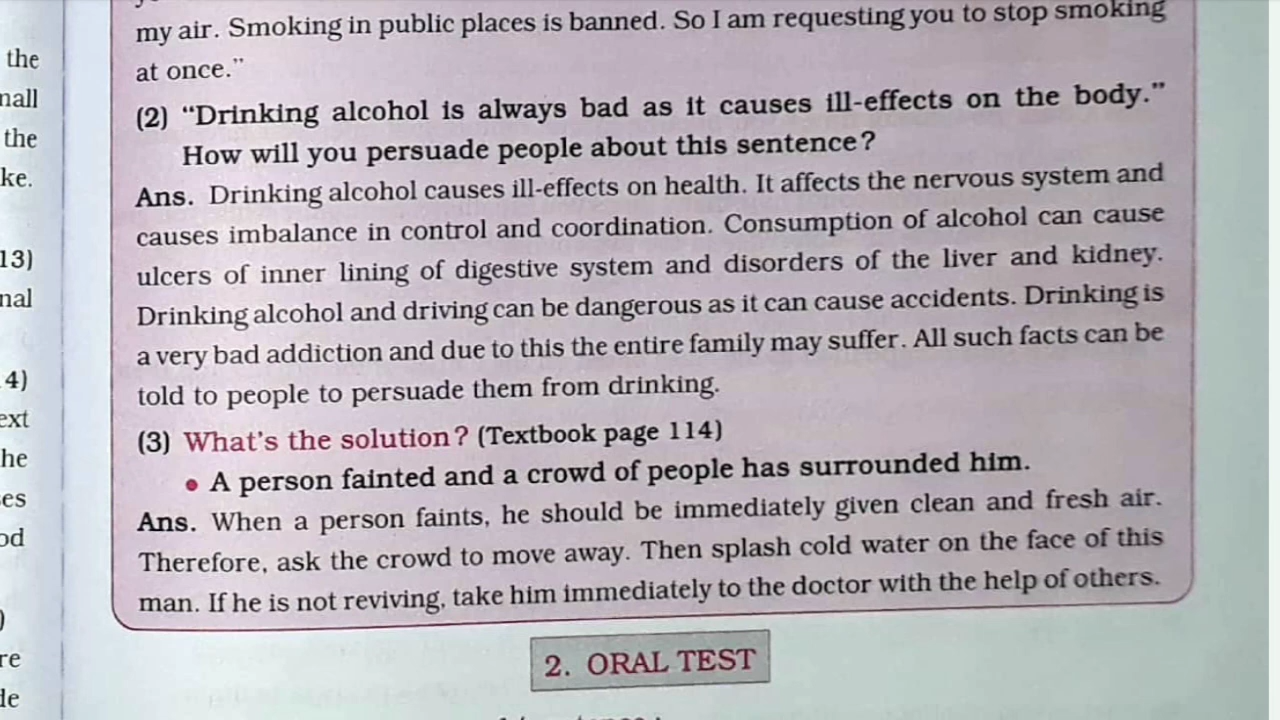 my air. Smoking in public places is banned. So I am requesting you to stop smoking
at once."
(2) "Drinking alcohol is always bad as it causes ill-effects on the body."
How will you persuade people about this sentence?
Ans. Drinking alcohol causes ill-effects on health. It affects the nervous system and
causes imbalance in control and coordination. Consumption of alcohol can cause
ulcers of inner lining of digestive system and disorders of the liver and kidney.
Drinking alcohol and driving can be dangerous as it can cause accidents. Drinking is
a very bad addiction and due to this the entire family may suffer. All such facts can be
told to people to persuade them from drinking.
(3) What's the solution? (Textbook page 114)
• A person fainted and a crowd of people has surrounded him.
Ans. When a person faints, he should be immediately given clean and fresh air.
Therefore, ask the crowd to move away. Then splash cold water on the face of this
man. If he is not reviving, take him immediately to the doctor with the help of others.
2. ORAL TEST
the
the
ke.
13)
4)